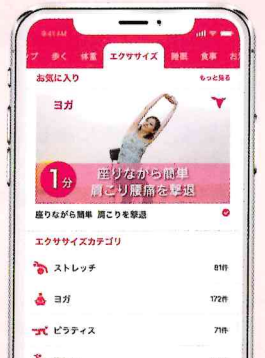 9:41 AM
プ 歩く 体重 エクササイズ 睡眠 食事 お
お気に入り もっと見る
ヨガ
1分 座りながら簡単
肩こり腰痛を撃退
座りながら簡単 肩こりを撃退
エクササイズカテゴリ
ストレッチ 81件
ヨガ 172件
ピラティス 71件